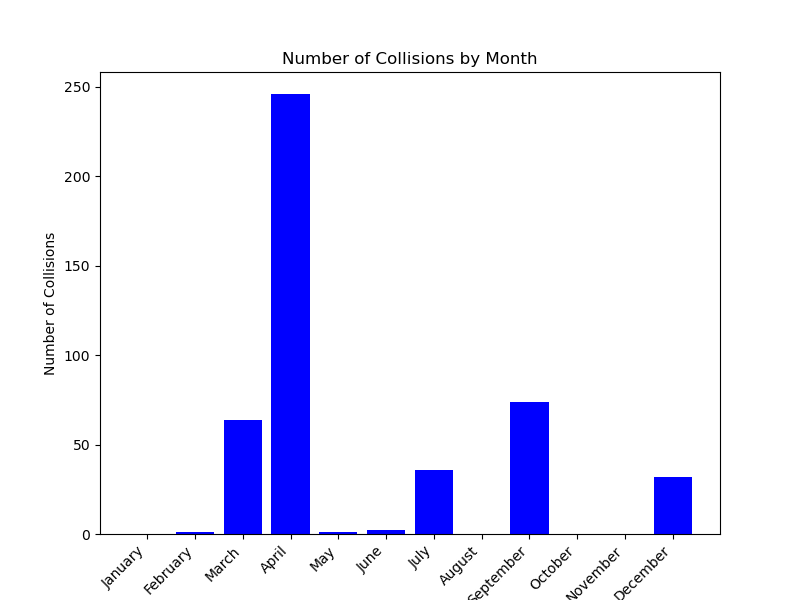 Number of Collisions by Month
Number of Collisions
250
200
150
100
50
0
January
February
March
April
May
June
July
August
September
October
November
December